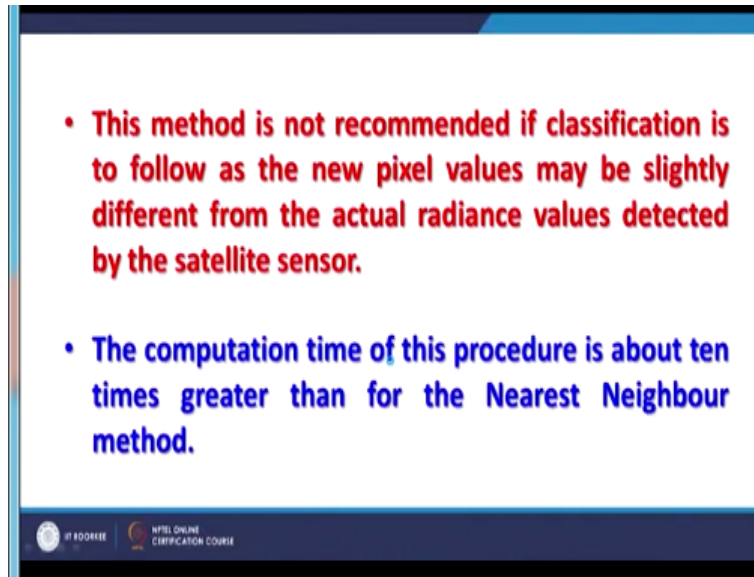 • This method is not recommended if classification is
to follow as the new pixel values may be slightly
different from the actual radiance values detected
by the satellite sensor.
• The computation time of this procedure is about ten
times greater than for the Nearest Neighbour
method.
IIT ROORKEE
NPTEL ONLINE
CERTIFICATION COURSE